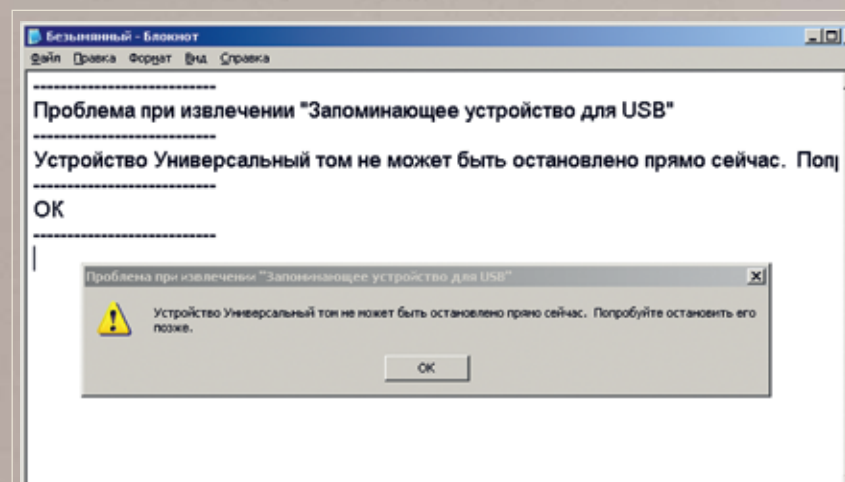 Безымянный - Блокнот
Файл Правка Формат Вид Справка
---------------------------
Проблема при извлечении "Запоминающее устройство для USB"
---------------------------
Устройство Универсальный том не может быть остановлено прямо сейчас. Поп
---------------------------
ОК
---------------------------
Проблема при извлечении "Запоминающее устройство для USB"
Устройство Универсальный том не может быть остановлено прямо сейчас. Попробуйте остановить его
позже.
ОК